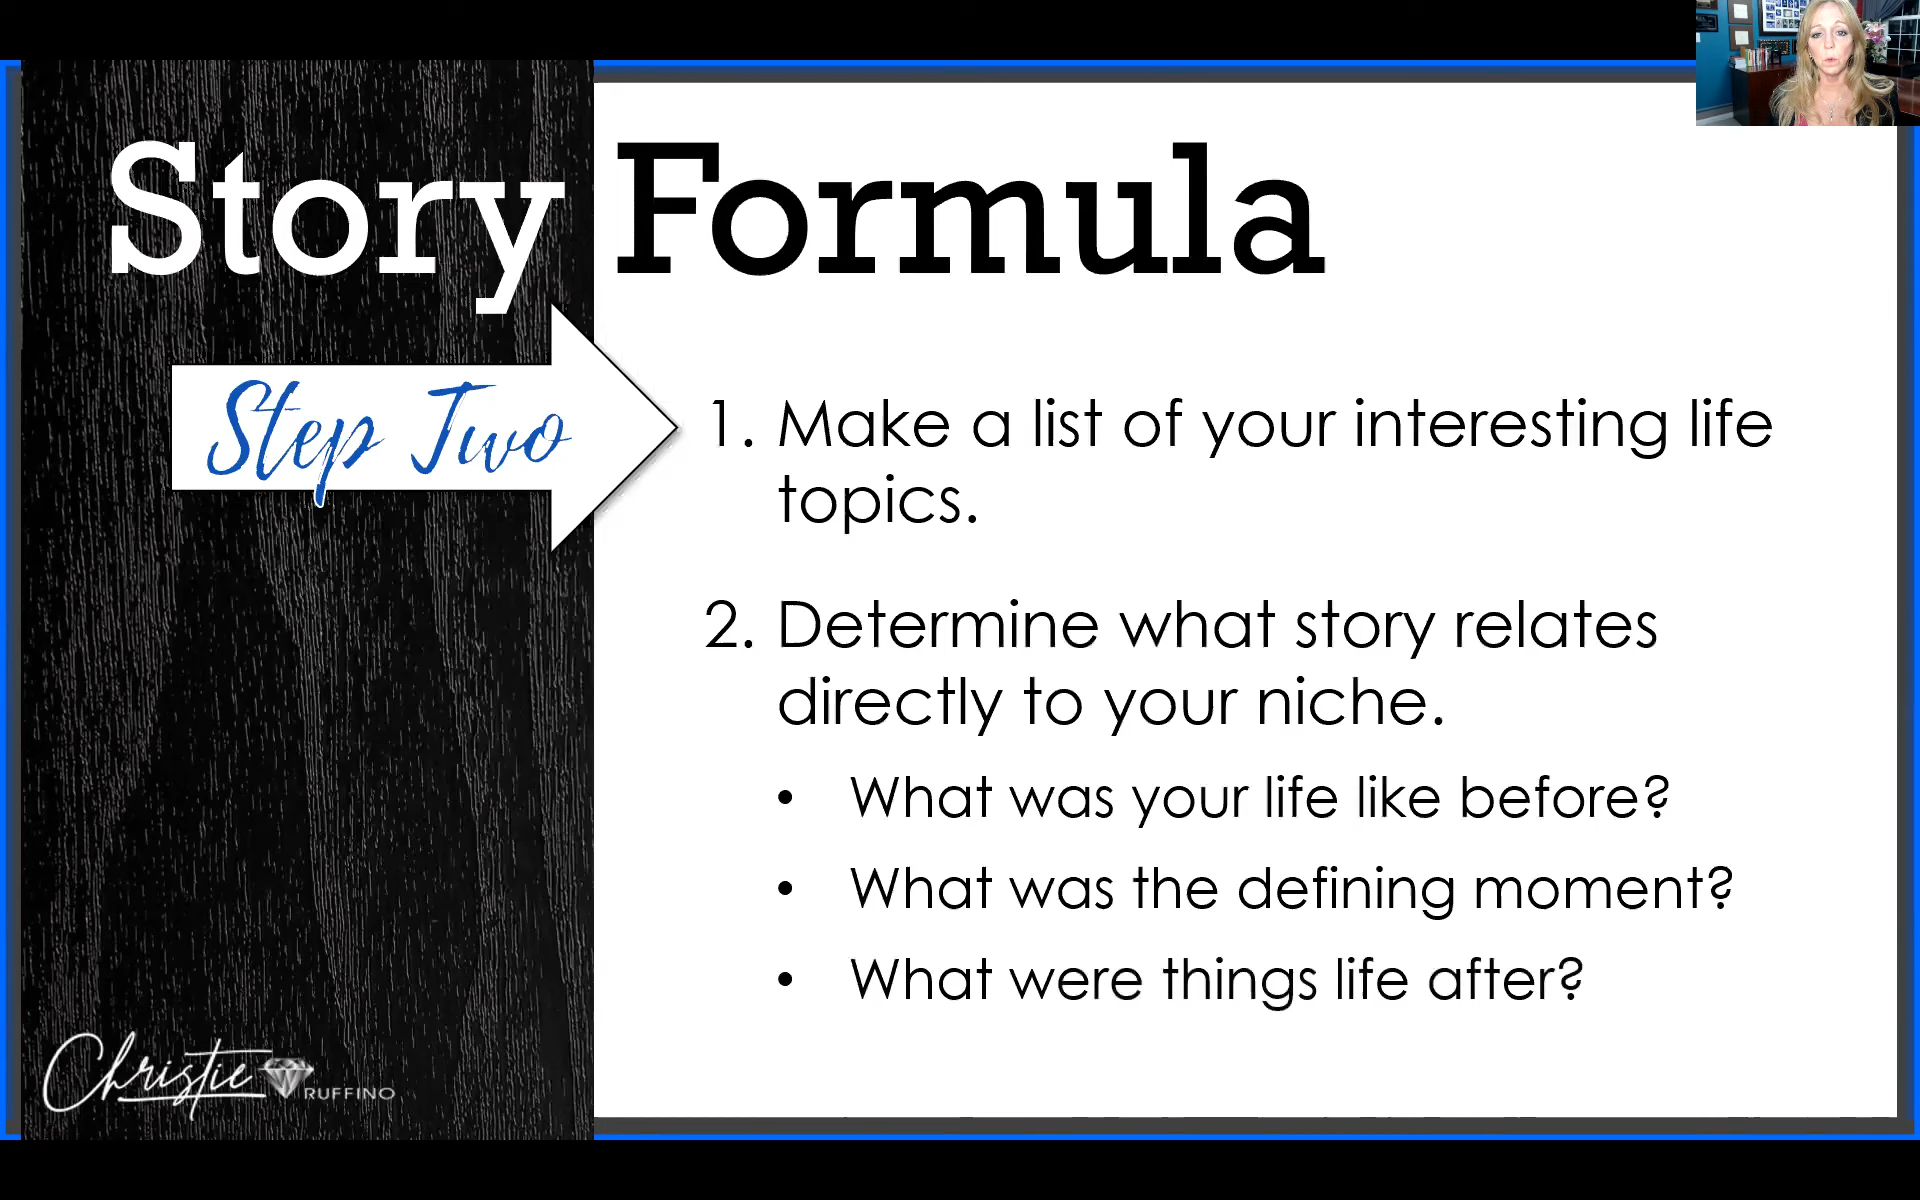 Story Formula
Step Two
1. Make a list of your interesting life
topics.
2. Determine what story relates
directly to your niche.
• What was your life like before?
• What was the defining moment?
• What were things life after?
Christie RUFFINO